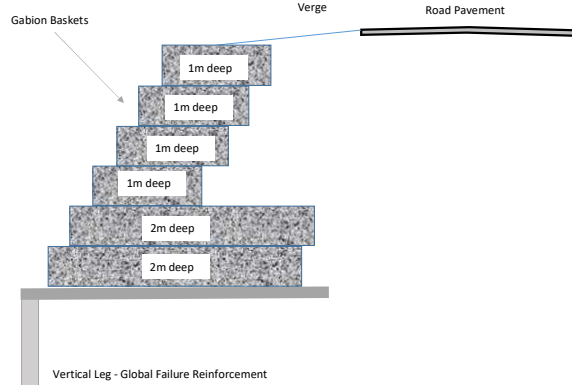 Verge
Road Pavement
Gabion Baskets
1m deep
1m deep
1m deep
1m deep
2m deep
2m deep
Vertical Leg - Global Failure Reinforcement